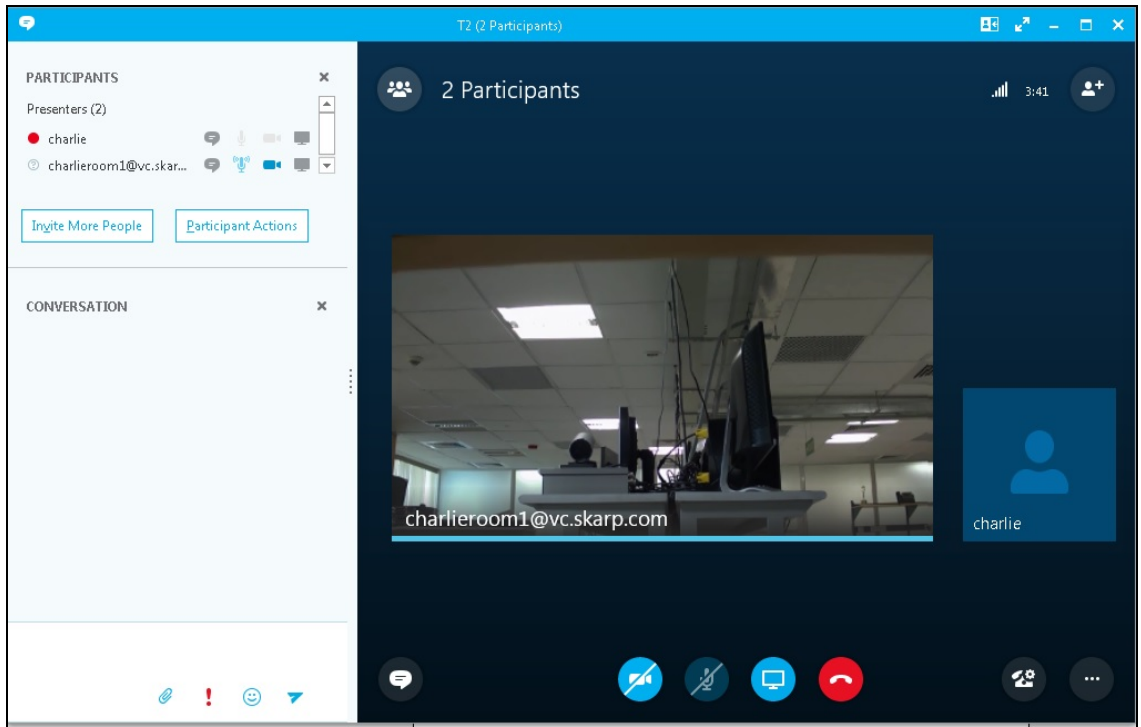 T2 (2 Participants)
PARTICIPANTS
Presenters (2)
charlie
charlieroom1@vc.skar...
Invite More People
Participant Actions
CONVERSATION
2 Participants
3:41
charlieroom1@vc.skarp.com
charlie